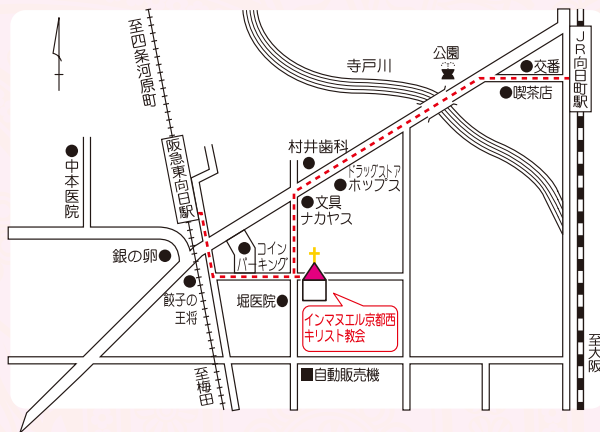 至四条河原町
寺戸川
公園
交番
喫茶店
JR向日町駅
村井歯科
ドラッグストア
ホップス
文具
ナカヤス
阪急東向日駅
中本医院
銀の卵
コイン
パーキング
餃子の
王将
堀医院
インマヌエル京都西
キリスト教会
自動販売機
至梅田
至大阪